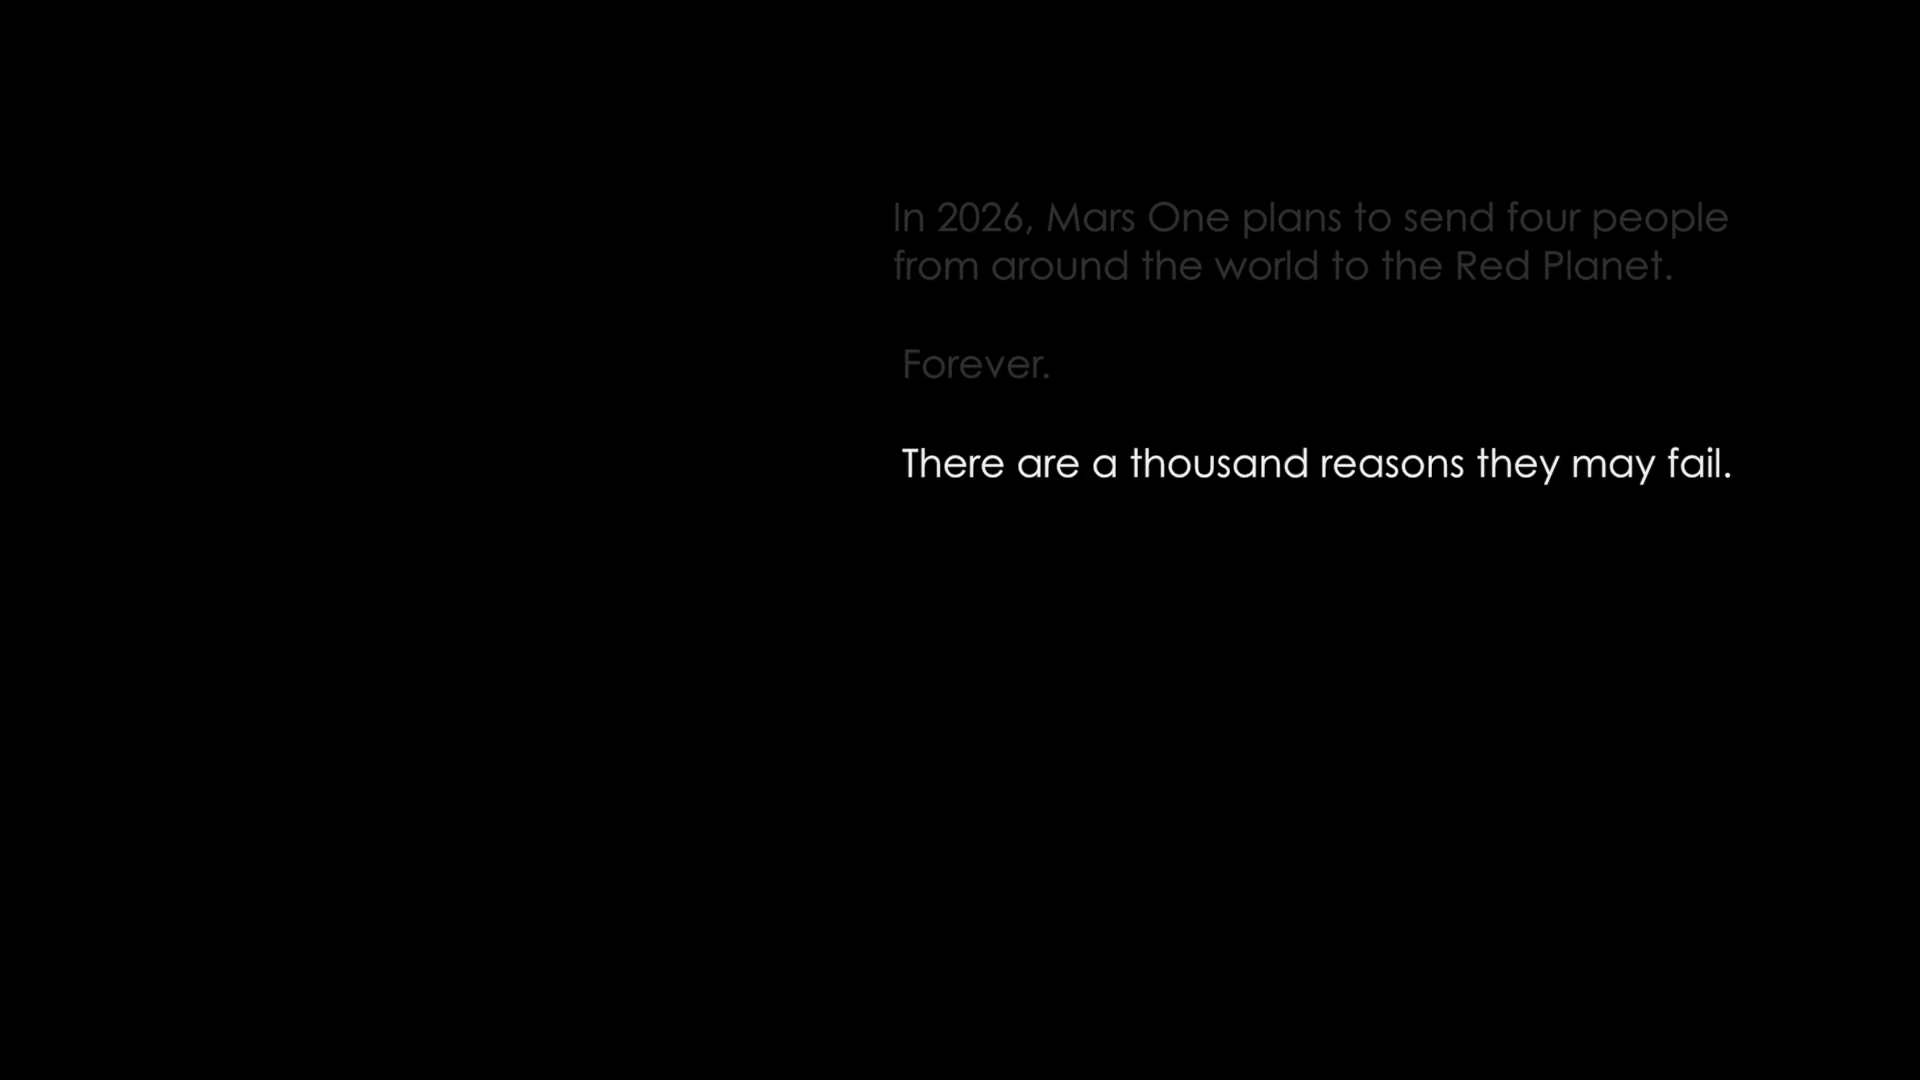 In 2026, Mars One plans to send four people
from around the world to the Red Planet.
Forever.
There are a thousand reasons they may fail.